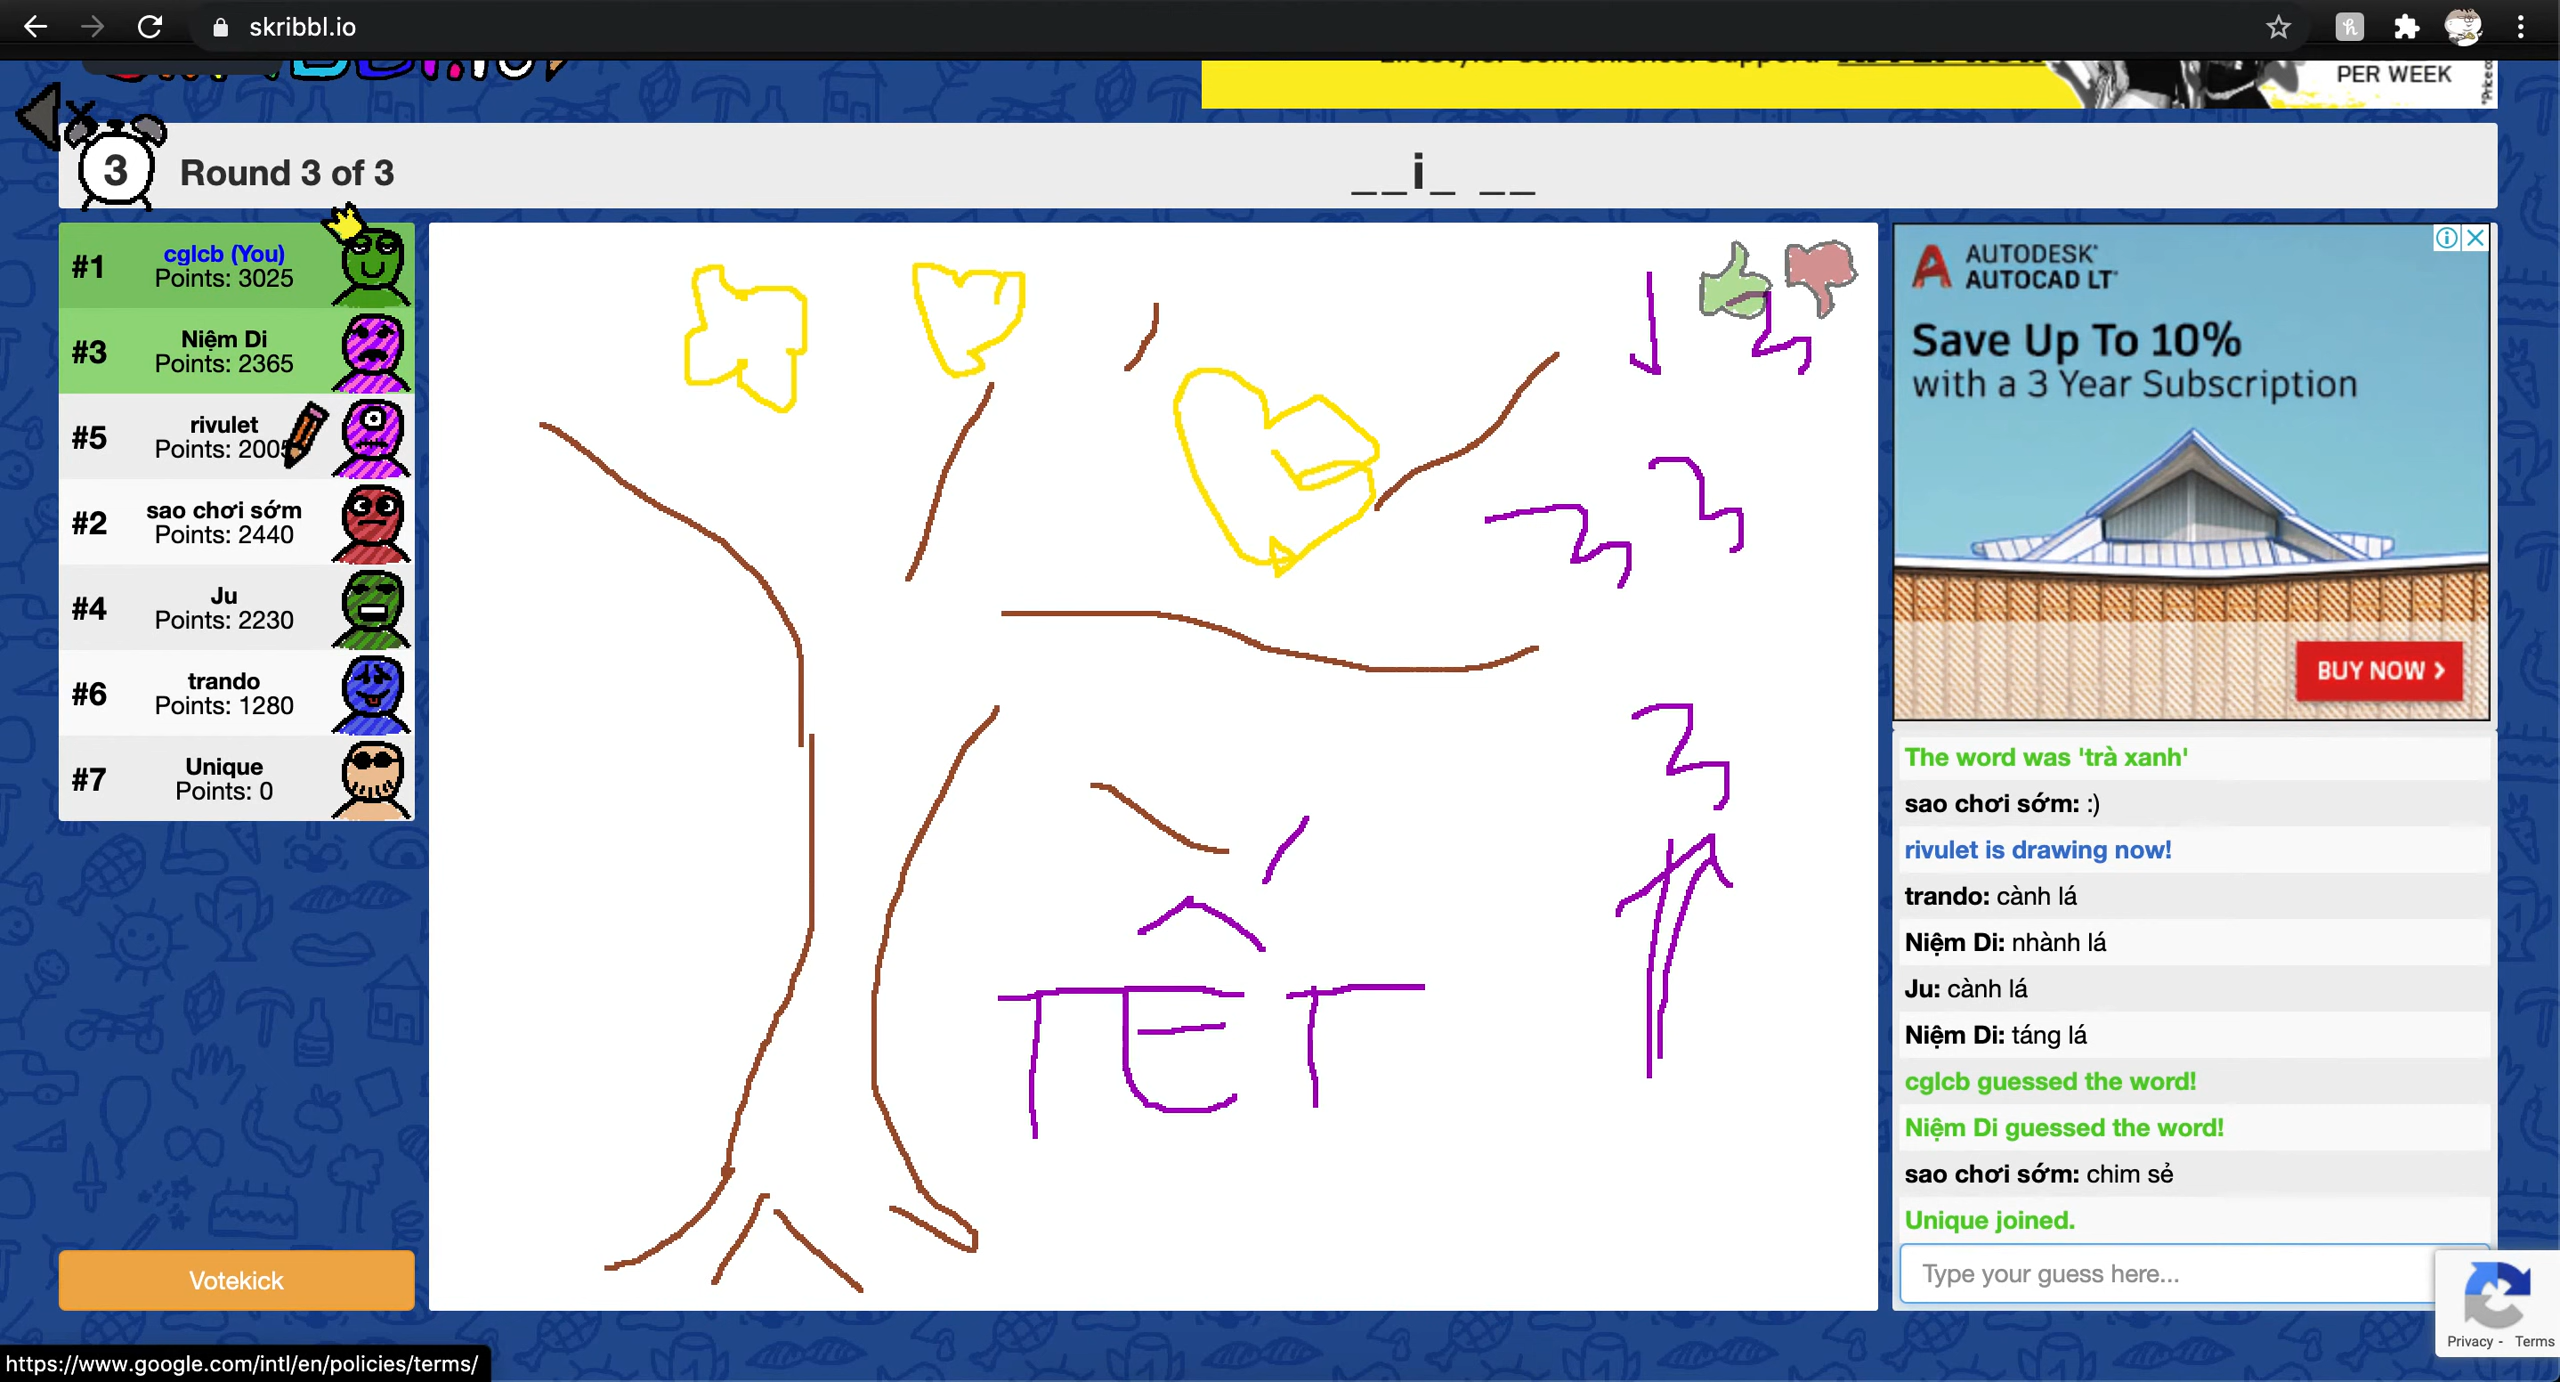 skribbl.io
PER WEEK
3
Round 3 of 3
__i_ __
#1
cglcb (You)
Points: 3025
#3
Niệm Di
Points: 2365
#5
rivulet
Points: 2005
#2
sao chơi sớm
Points: 2440
#4
Ju
Points: 2230
#6
trando
Points: 1280
#7
Unique
Points: 0
Votekick
TẾT
AUTODESK®
AUTOCAD LT®
Save Up To 10%
with a 3 Year Subscription
BUY NOW >
The word was 'trà xanh'
sao chơi sớm: :)
rivulet is drawing now!
trando: cành lá
Niệm Di: nhành lá
Ju: cành lá
Niệm Di: táng lá
cglcb guessed the word!
Niệm Di guessed the word!
sao chơi sớm: chim sẻ
Unique joined.
Type your guess here...
Privacy - Terms
https://www.google.com/intl/en/policies/terms/